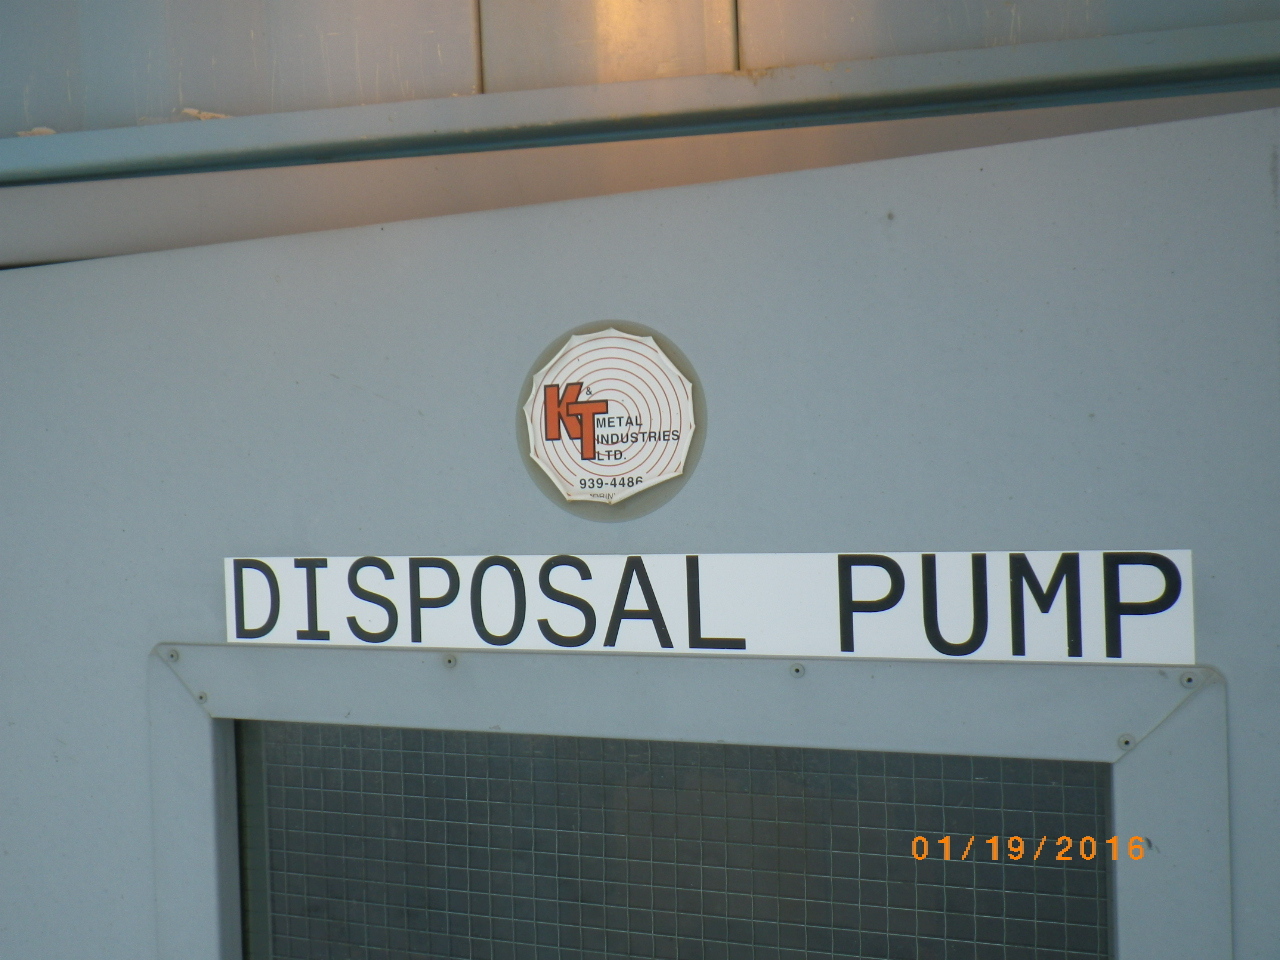 K&T
METAL
INDUSTRIES
LTD.
939-4486
DISPOSAL PUMP
01/19/2016